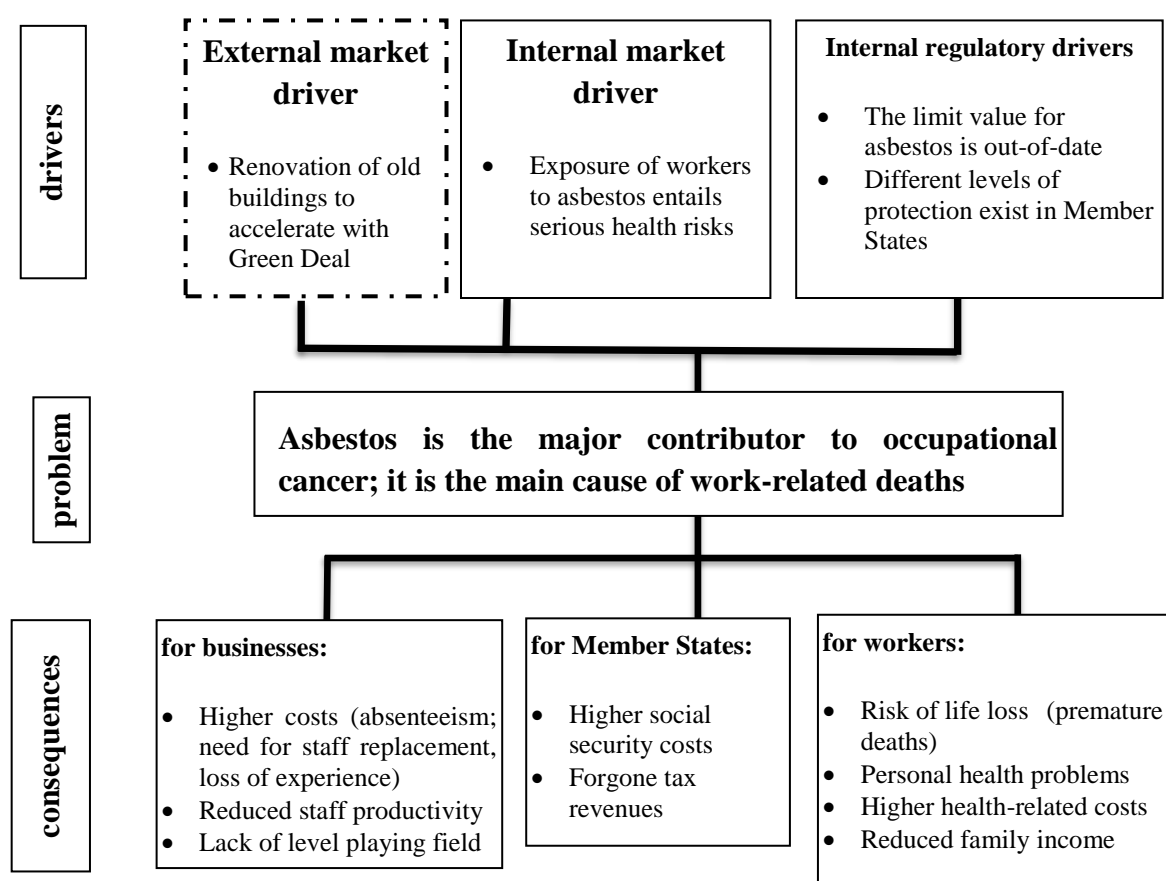 drivers
External market
driver
• Renovation of old
buildings to
accelerate with
Green Deal
Internal market
driver
• Exposure of workers
to asbestos entails
serious health risks
Internal regulatory drivers
• The limit value for
asbestos is out-of-date
• Different levels of
protection exist in Member
States
problem
Asbestos is the major contributor to occupational
cancer; it is the main cause of work-related deaths
consequences
for businesses:
• Higher costs (absenteeism;
need for staff replacement,
loss of experience)
• Reduced staff productivity
• Lack of level playing field
for Member States:
• Higher social
security costs
• Forgone tax
revenues
for workers:
• Risk of life loss (premature
deaths)
• Personal health problems
• Higher health-related costs
• Reduced family income